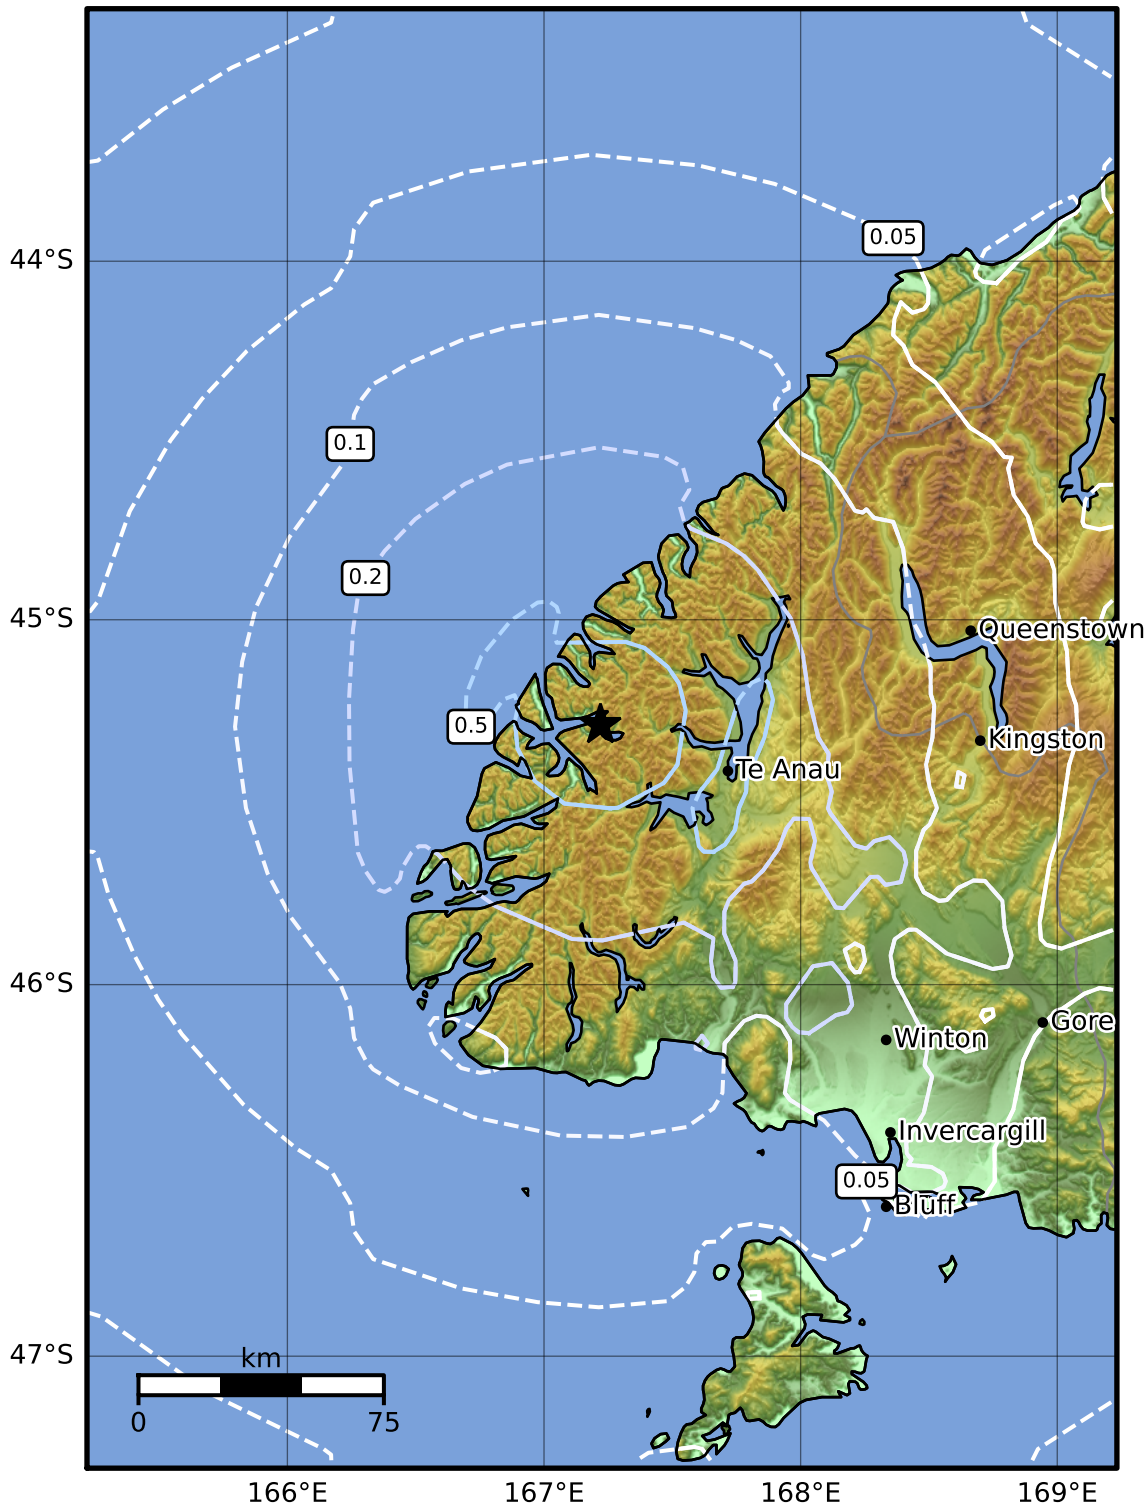 0.05
44°S
0.1
0.2
45°S
Queenstown
0.5
Kingston
Te Anau
46°S
Gore
Winton
Invercargill
0.05
Bluff
47°S
km
0 75
166°E 167°E 168°E 169°E